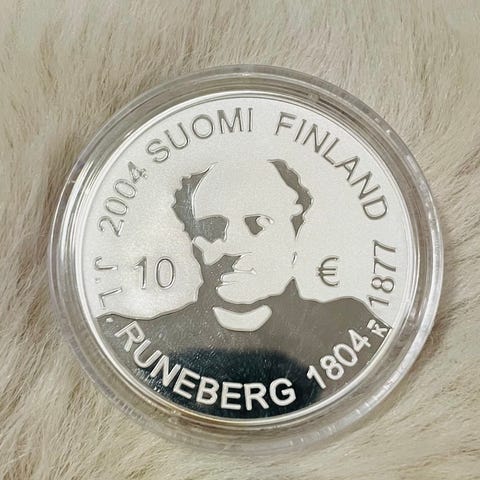 2004 SUOMI FINLAND
10 €
J.L. RUNEBERG 1804 1877